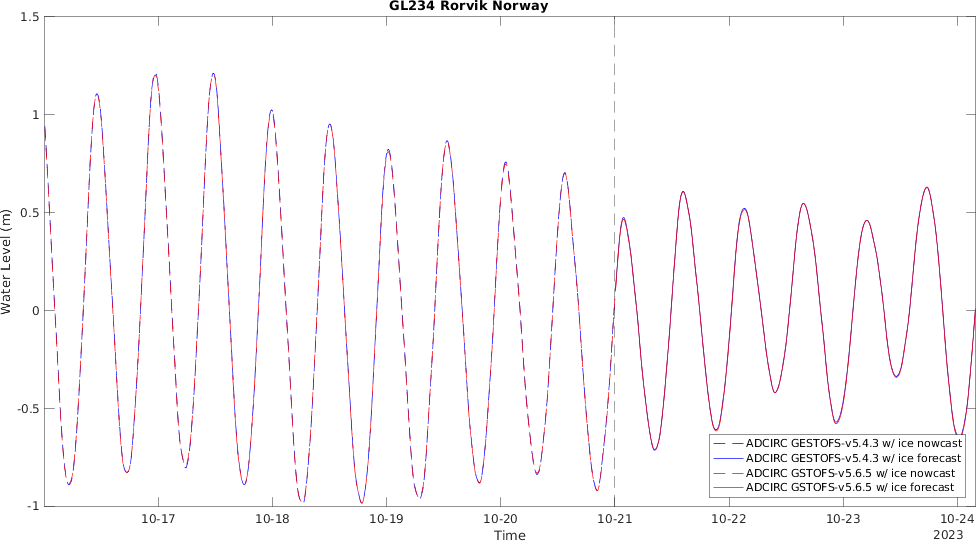 GL234 Rorvik Norway
1.5
1
0.5
0
-0.5
-1
Water Level (m)
10-17
10-18
10-19
10-20
10-21
10-22
10-23
10-24
2023
Time
ADCIRC GESTOFS-v5.4.3 w/ ice nowcast
ADCIRC GESTOFS-v5.4.3 w/ ice forecast
ADCIRC GSTOFS-v5.6.5 w/ ice nowcast
ADCIRC GSTOFS-v5.6.5 w/ ice forecast